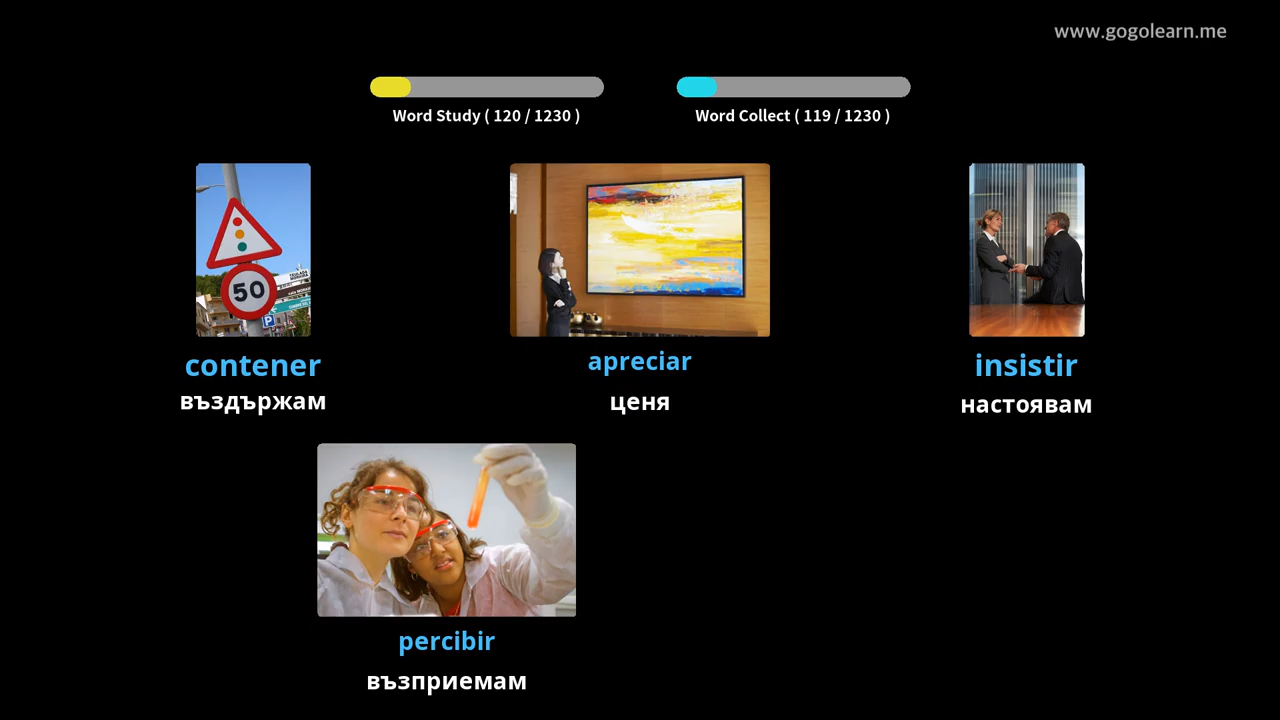 www.gogolearn.me
Word Study ( 120 / 1230 )
Word Collect ( 119 / 1230 )
50
P
contener
въздържам
apreciar
ценя
insistir
настоявам
percibir
възприемам